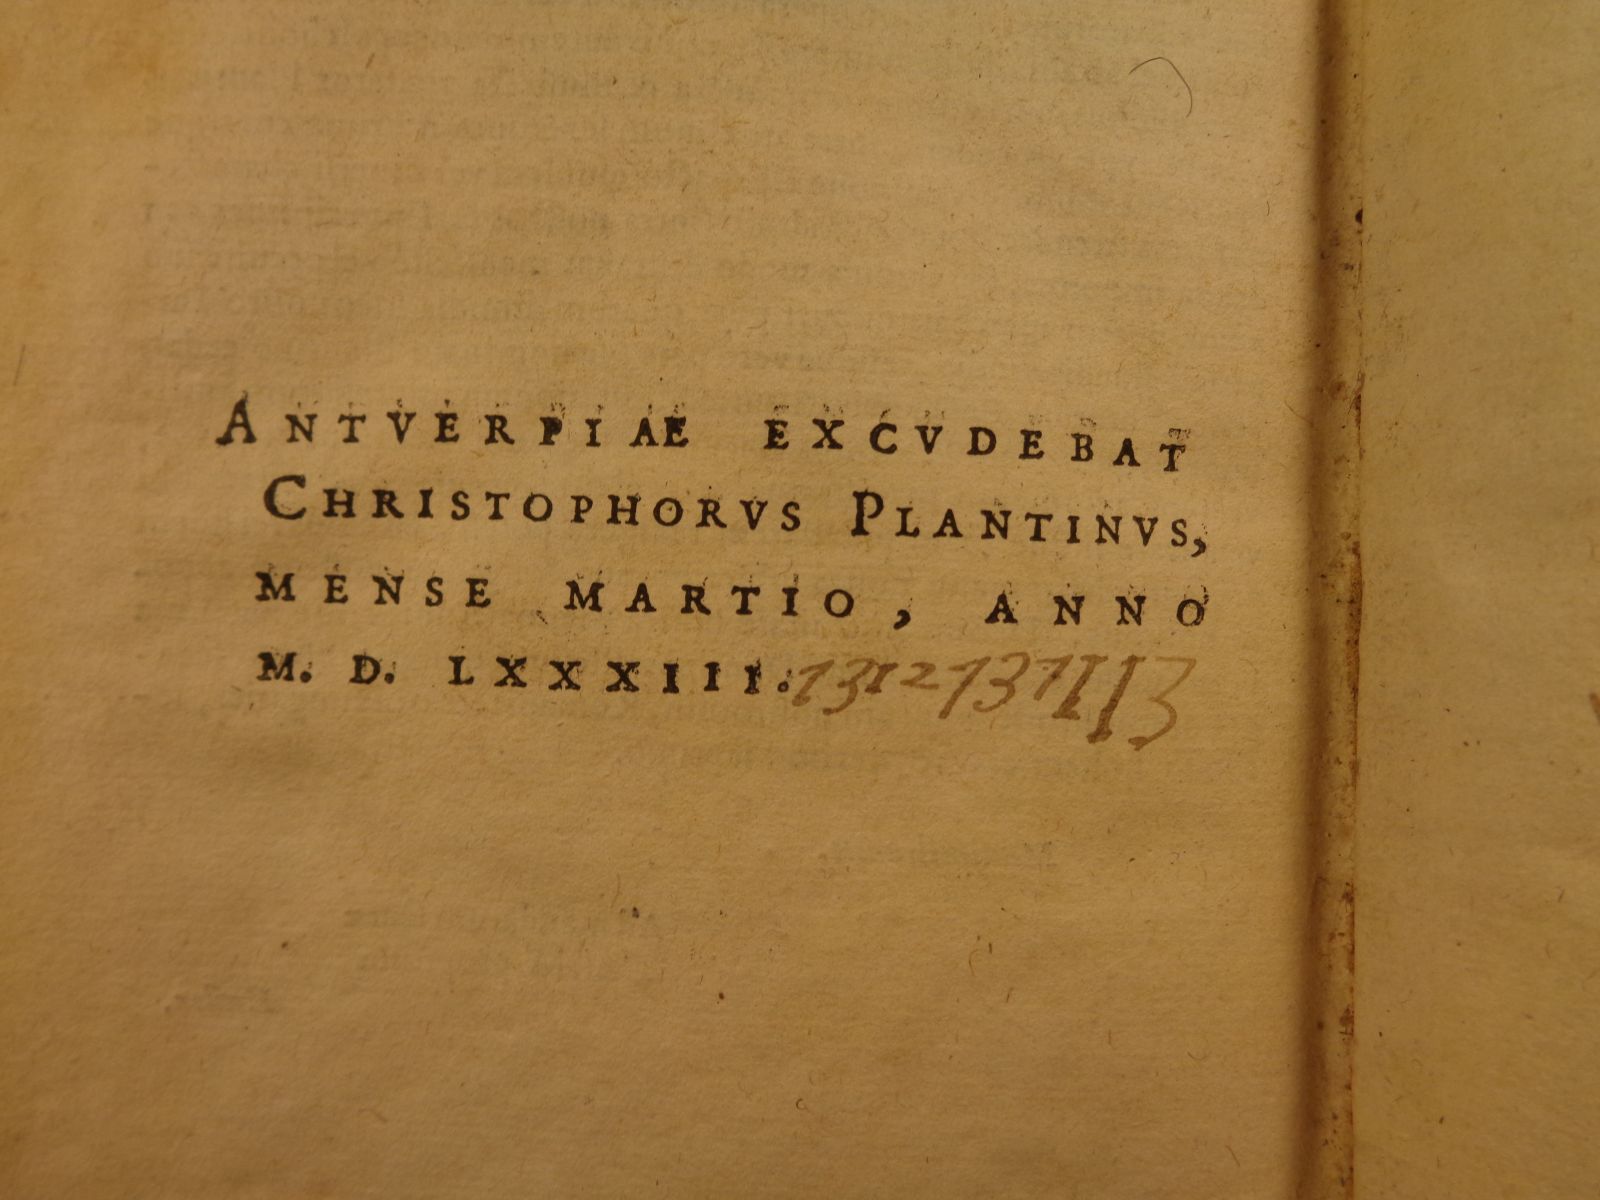 ANTVERPIAE EXCVDEBAT
CHRISTOPHORVS PLANTINVS,
MENSE MARTIO, ANNO
M. D. LXXXIII.